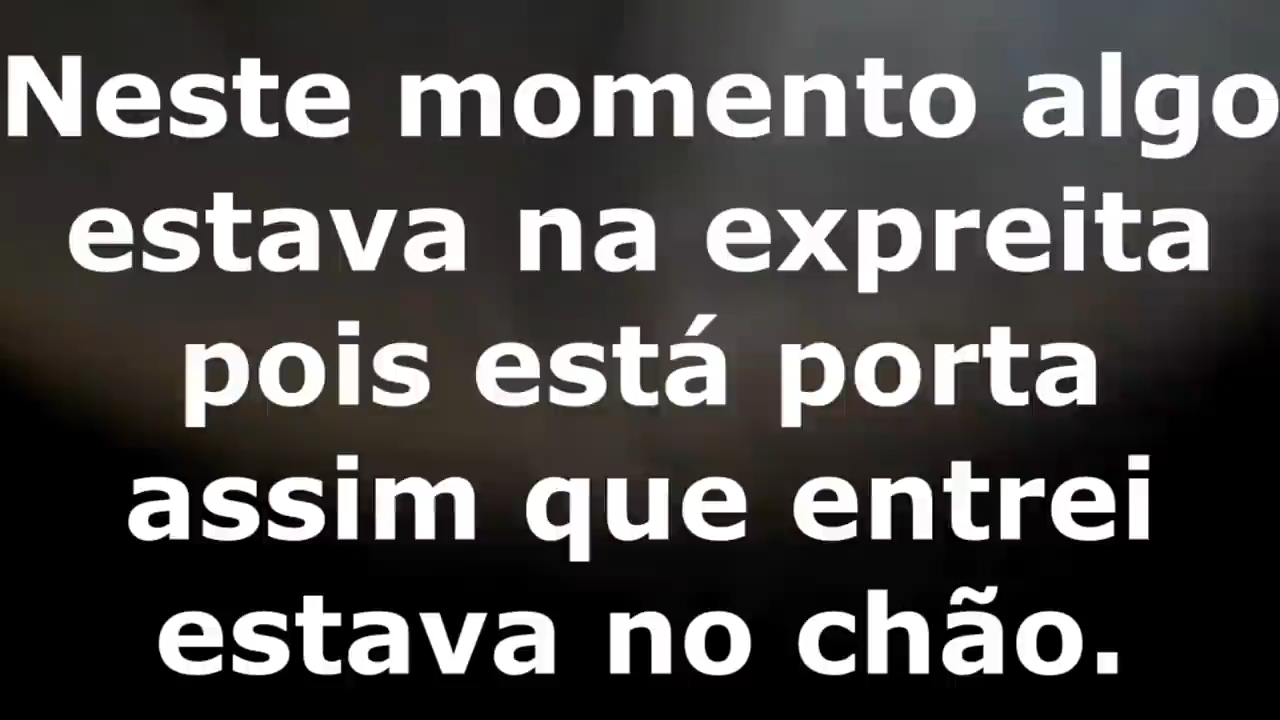 Neste momento algo
estava na expreita
pois está porta
assim que entrei
estava no chão.